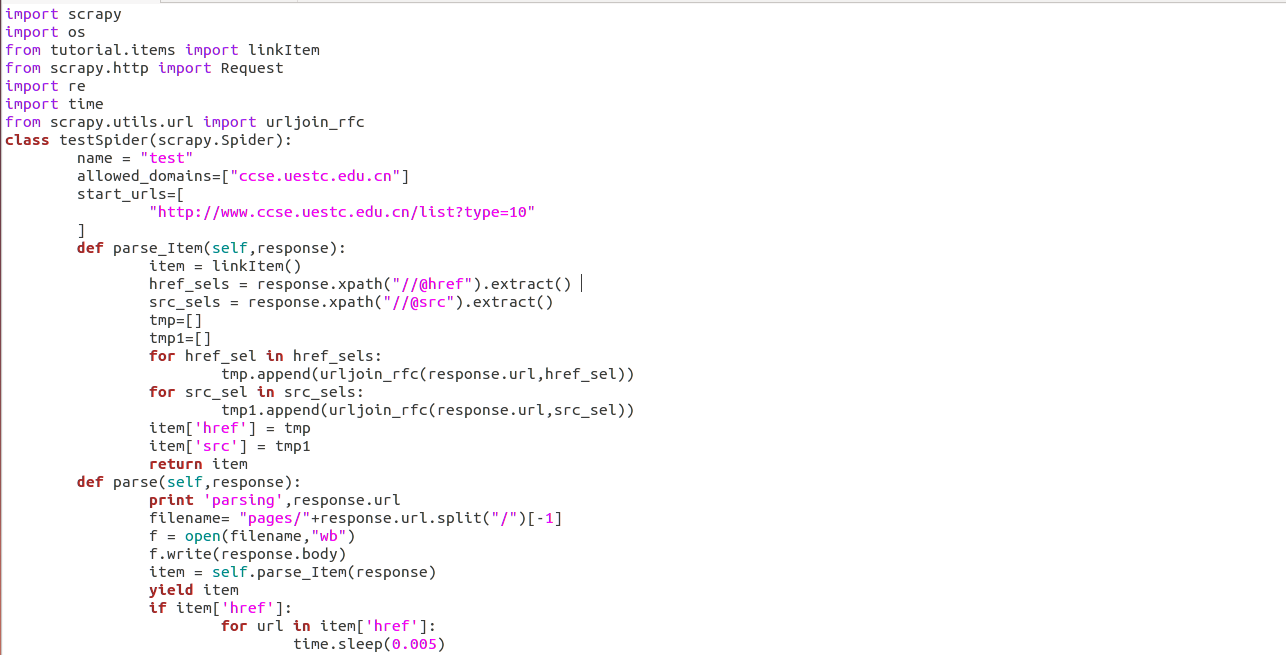 import scrapy
import os
from tutorial.items import linkItem
from scrapy.http import Request
import re
import time
from scrapy.utils.url import urljoin_rfc
class testSpider(scrapy.Spider):
        name = "test"
        allowed_domains=["ccse.uestc.edu.cn"]
        start_urls=[
                "http://www.ccse.uestc.edu.cn/list?type=10"
        ]
        def parse_Item(self,response):
                item = linkItem()
                href_sels = response.xpath("//@href").extract()
                src_sels = response.xpath("//@src").extract()
                tmp=[]
                tmp1=[]
                for href_sel in href_sels:
                        tmp.append(urljoin_rfc(response.url,href_sel))
                for src_sel in src_sels:
                        tmp1.append(urljoin_rfc(response.url,src_sel))
                item['href'] = tmp
                item['src'] = tmp1
                return item
        def parse(self,response):
                print 'parsing',response.url
                filename= "pages/"+response.url.split("/")[-1]
                f = open(filename,"wb")
                f.write(response.body)
                item = self.parse_Item(response)
                yield item
                if item['href']:
                        for url in item['href']:
                                time.sleep(0.005)